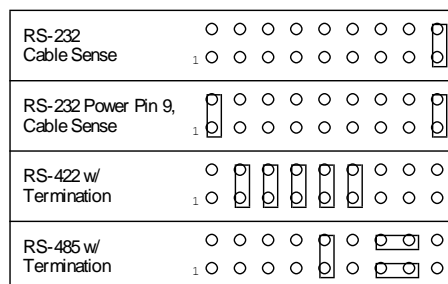 RS-232
Cable Sense
1
RS-232 Power Pin 9,
Cable Sense
1
RS-422 w/
Termination
1
RS-485 w/
Termination
1